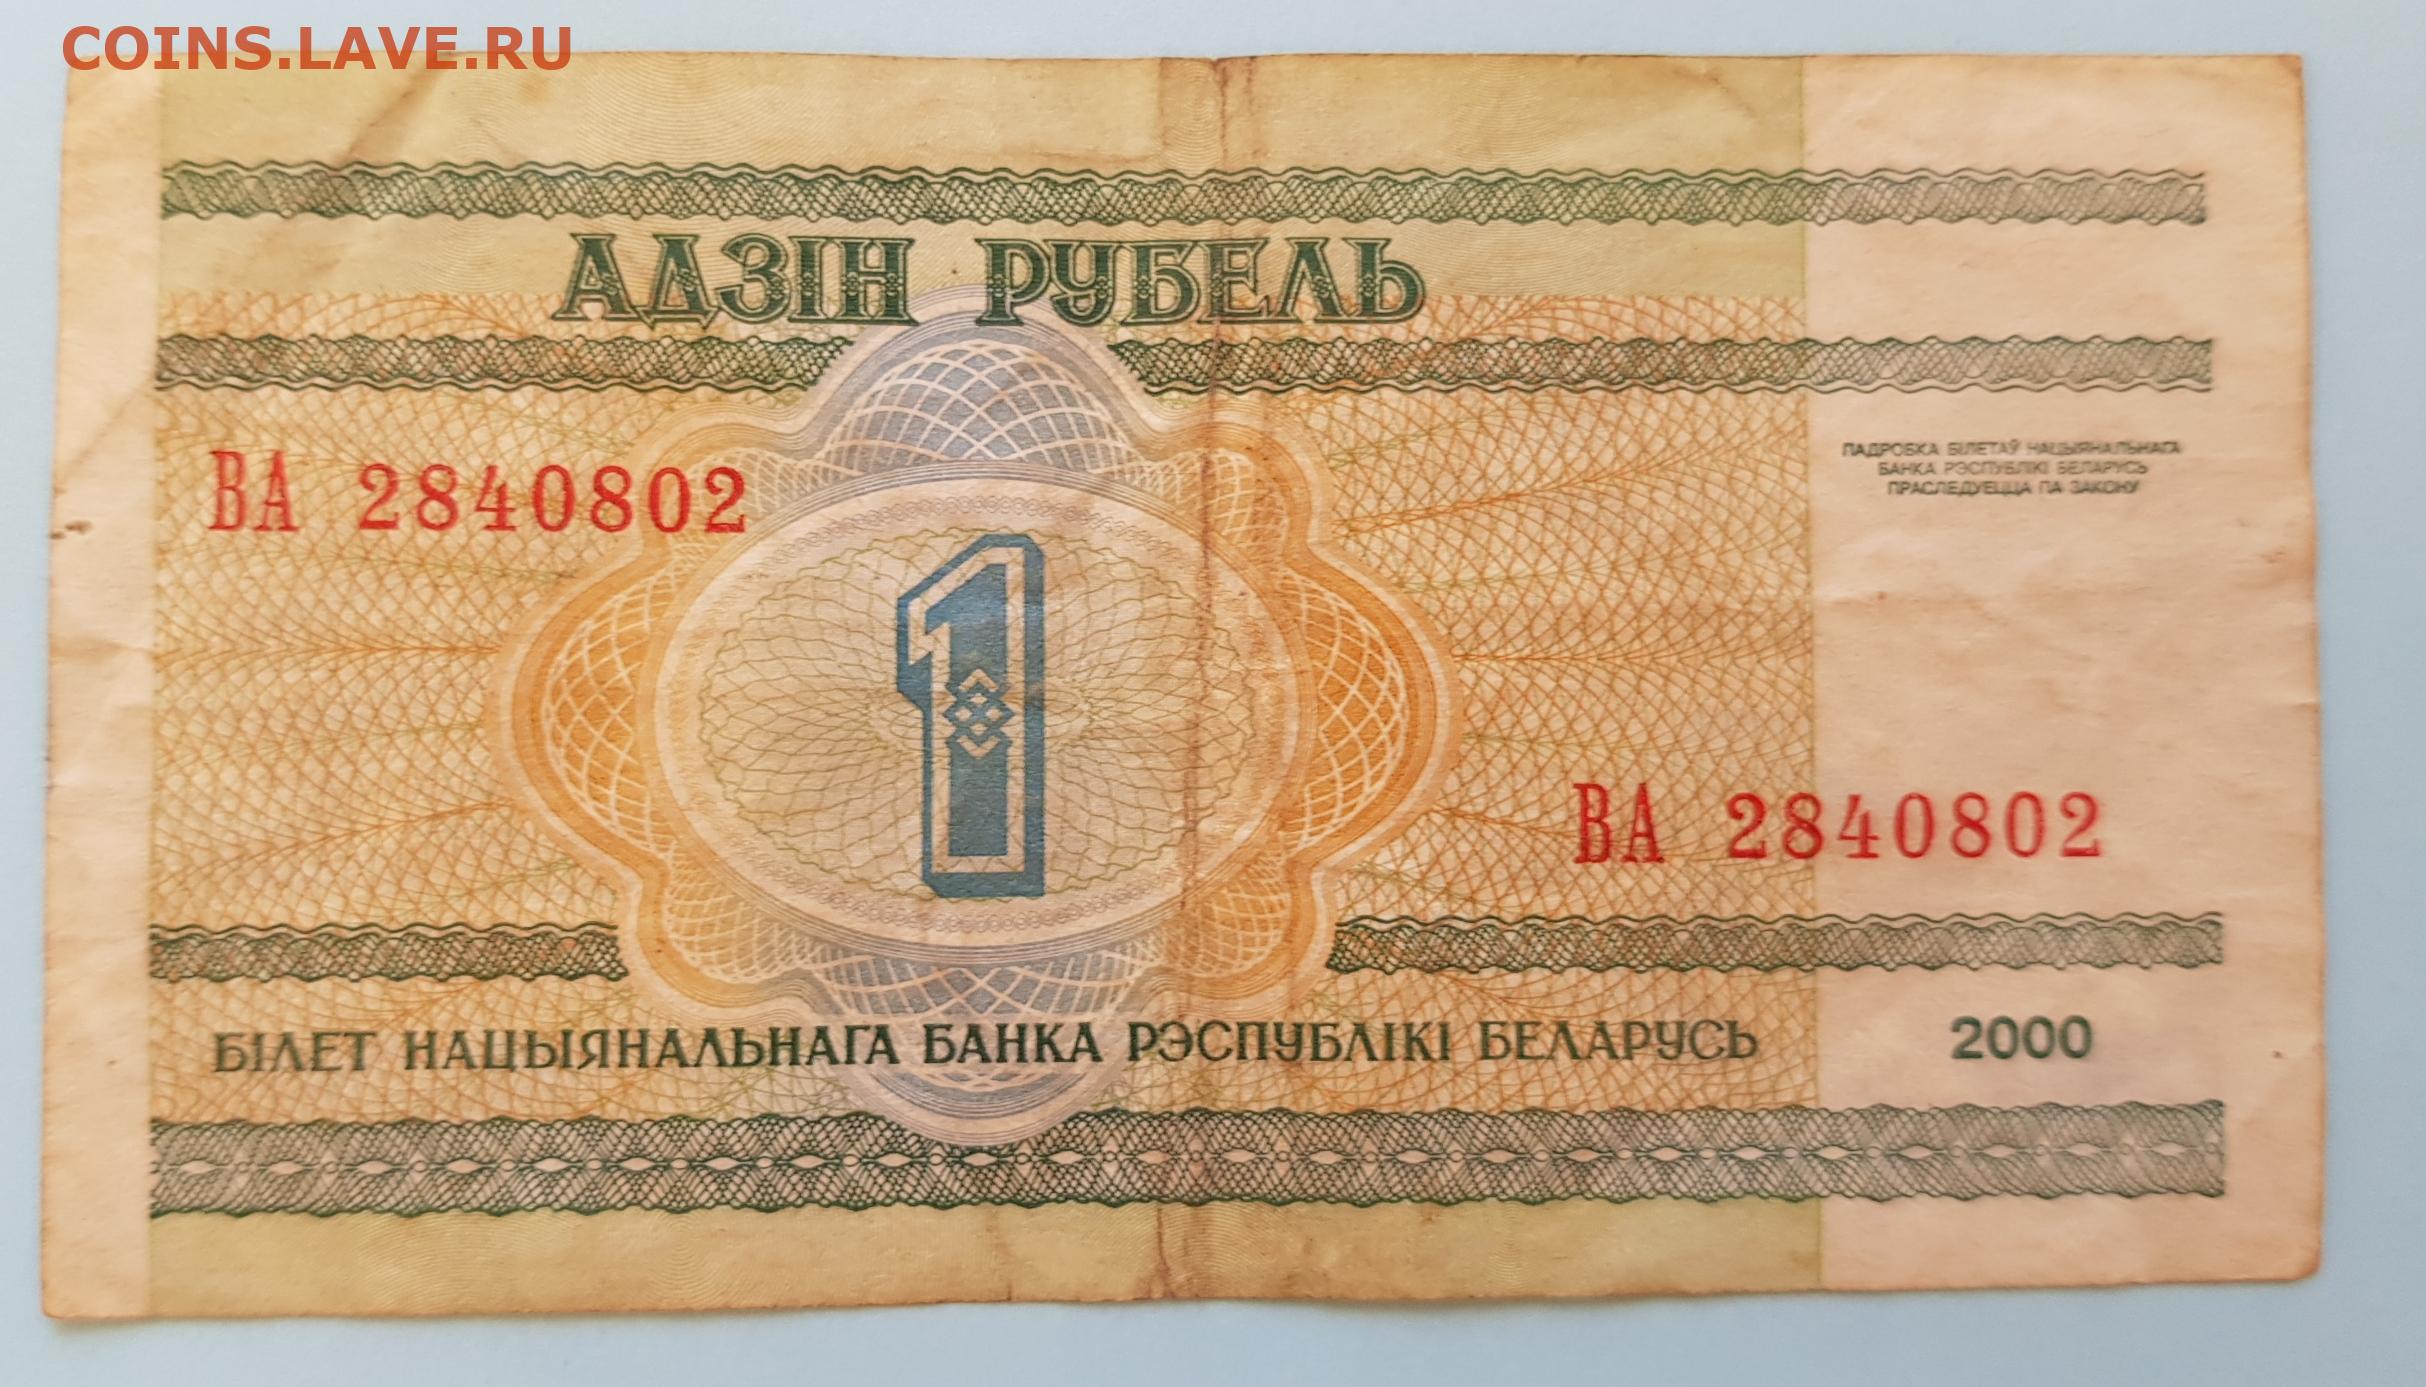 COINS.LAVE.RU
АДЗІН РУБЕЛЬ
ВА 2840802
ПАДРОБКА БІЛЕТАЎ НАЦЫЯНАЛЬНАГА
БАНКА РЭСПУБЛІКІ БЕЛАРУСЬ
ПРАСЛЕДУЕЦЦА ПА ЗАКОНУ
1
ВА 2840802
БІЛЕТ НАЦЫЯНАЛЬНАГА БАНКА РЭСПУБЛІКІ БЕЛАРУСЬ
2000